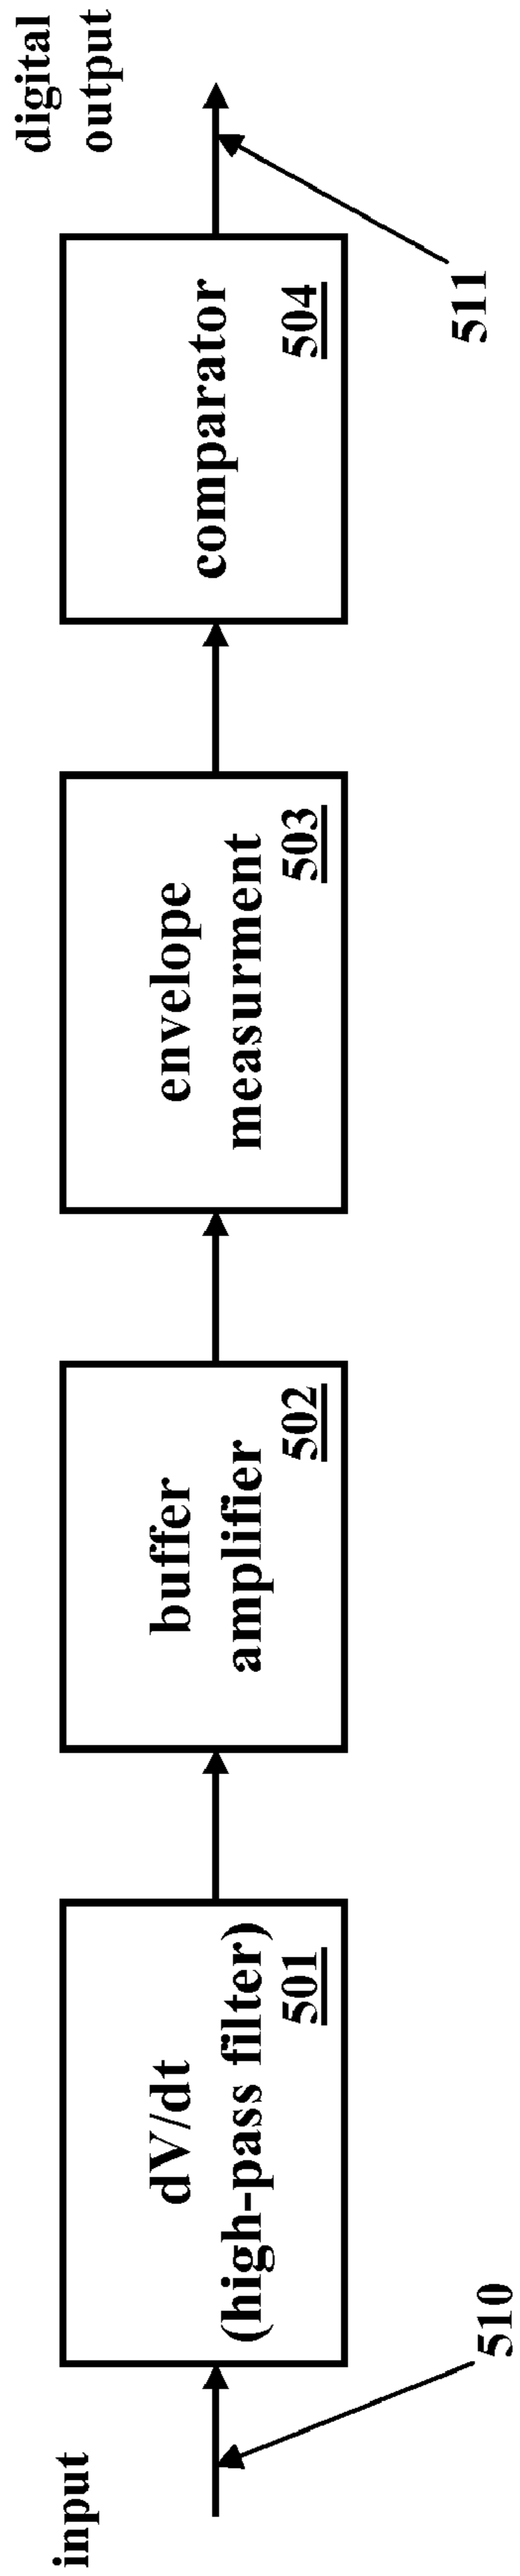 input
510
dV/dt
(high-pass filter)
501
buffer
amplifier
502
envelope
measurment
503
comparator
504
digital
output
511